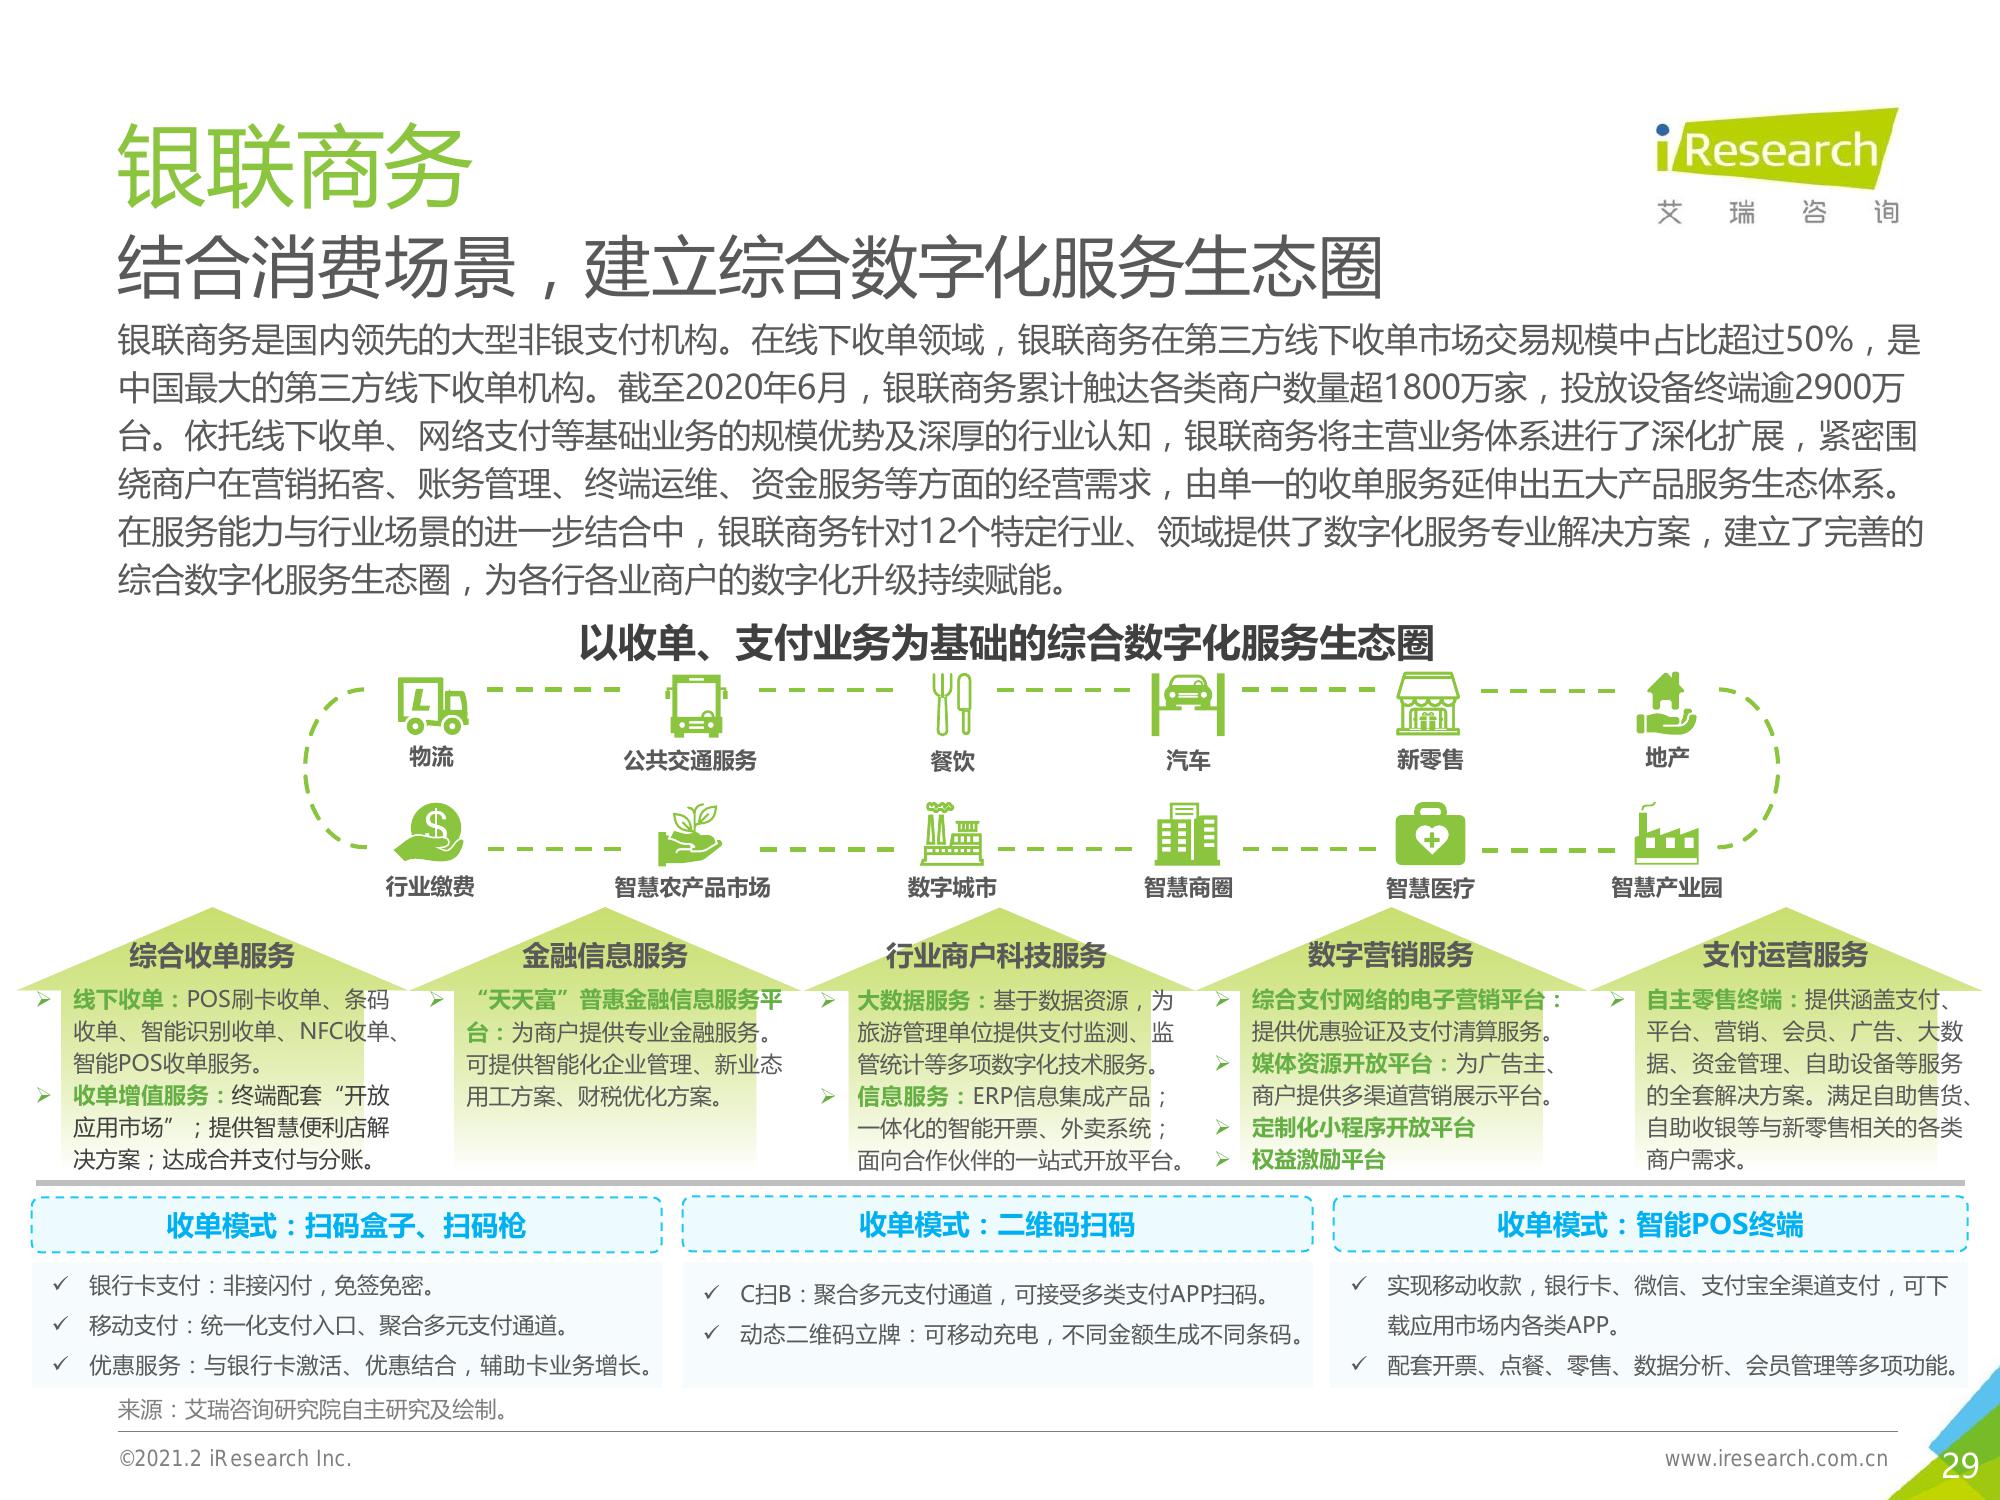 银联商务
iResearch
艾瑞咨询
结合消费场景，建立综合数字化服务生态圈
银联商务是国内领先的大型非银支付机构。在线下收单领域，银联商务在第三方线下收单市场交易规模中占比超过50%，是
中国最大的第三方线下收单机构。截至2020年6月，银联商务累计触达各类商户数量超1800万家，投放设备终端逾2900万
台。依托线下收单、网络支付等基础业务的规模优势及深厚的行业认知，银联商务将主营业务体系进行了深化扩展，紧密围
绕商户在营销拓客、账务管理、终端运维、资金服务等方面的经营需求，由单一的收单服务延伸出五大产品服务生态体系。
在服务能力与行业场景的进一步结合中，银联商务针对12个特定行业、领域提供了数字化服务专业解决方案，建立了完善的
综合数字化服务生态圈，为各行各业商户的数字化升级持续赋能。
以收单、支付业务为基础的综合数字化服务生态圈
物流
公共交通服务
餐饮
汽车
新零售
地产
行业缴费
智慧农产品市场
数字城市
智慧商圈
智慧医疗
智慧产业园
综合收单服务
线下收单：POS刷卡收单、条码
收单、智能识别收单、NFC收单、
智能POS收单服务。
收单增值服务：终端配套“开放
应用市场”；提供智慧便利店解
决方案；达成合并支付与分账。
金融信息服务
“天天富”普惠金融信息服务平
台：为商户提供专业金融服务。
可提供智能化企业管理、新业态
用工方案、财税优化方案。
行业商户科技服务
大数据服务：基于数据资源，为
旅游管理单位提供支付监测、监
管统计等多项数字化技术服务。
信息服务：ERP信息集成产品；
一体化的智能开票、外卖系统；
面向合作伙伴的一站式开放平台。
数字营销服务
综合支付网络的电子营销平台：
提供优惠验证及支付清算服务。
媒体资源开放平台：为广告主、
商户提供多渠道营销展示平台。
定制化小程序开放平台
权益激励平台
支付运营服务
自主零售终端：提供涵盖支付、
平台、营销、会员、广告、大数
据、资金管理、自助设备等服务
的全套解决方案。满足自助售货、
自助收银等与新零售相关的各类
商户需求。
收单模式：扫码盒子、扫码枪
银行卡支付：非接闪付，免签免密。
移动支付：统一化支付入口、聚合多元支付通道。
优惠服务：与银行卡激活、优惠结合，辅助卡业务增长。
收单模式：二维码扫码
C扫B：聚合多元支付通道，可接受多类支付APP扫码。
动态二维码立牌：可移动充电，不同金额生成不同条码。
收单模式：智能POS终端
实现移动收款，银行卡、微信、支付宝全渠道支付，可下
载应用市场内各类APP。
配套开票、点餐、零售、数据分析、会员管理等多项功能。
来源：艾瑞咨询研究院自主研究及绘制。
©2021.2 iResearch Inc.
www.iresearch.com.cn
29